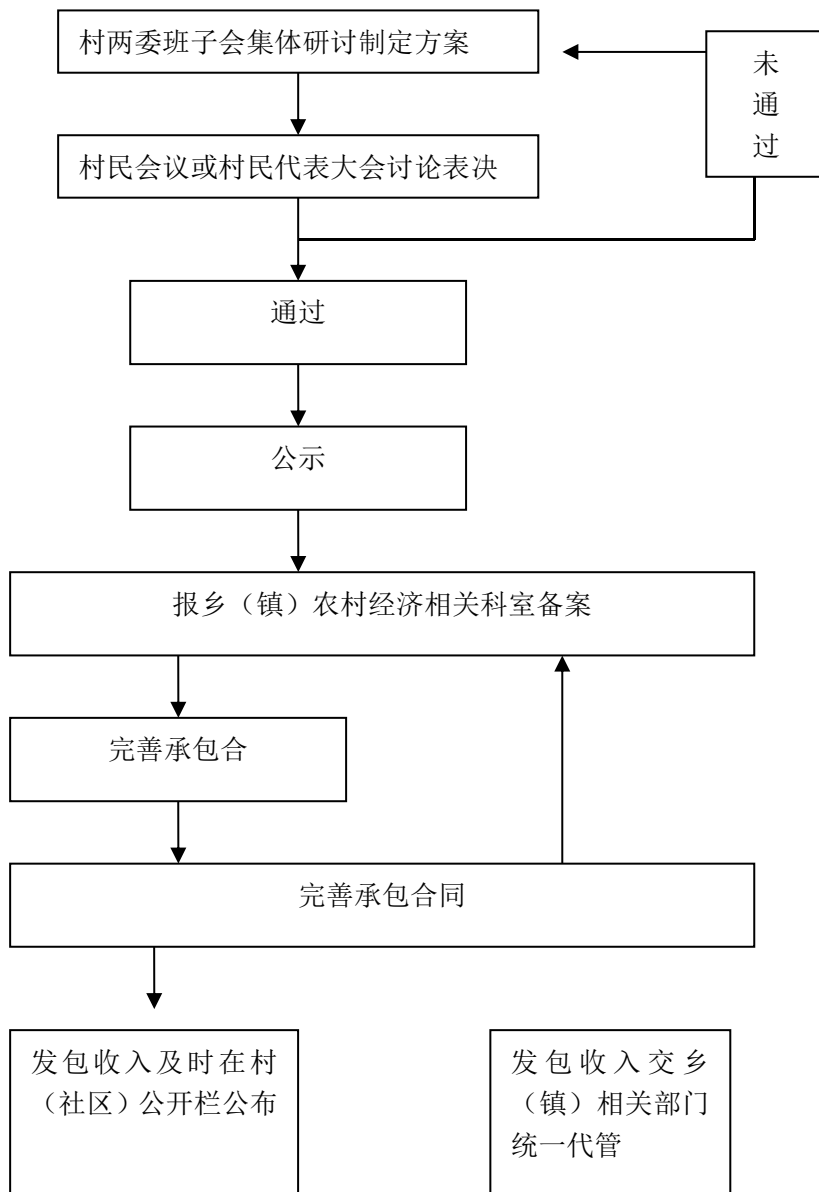 村两委班子会集体研讨制定方案
未
通
过
村民会议或村民代表大会讨论表决
通过
公示
报乡（镇）农村经济相关科室备案
完善承包合
完善承包合同
发包收入及时在村
（社区）公开栏公布
发包收入交乡
（镇）相关部门
统一代管